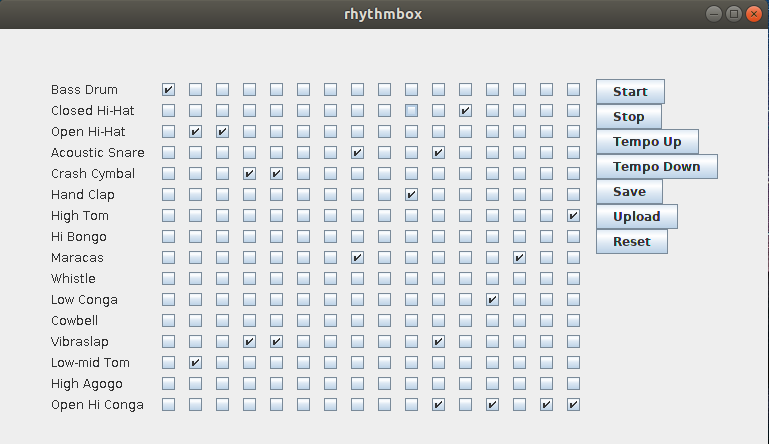 rhythmbox
Bass Drum
Start
Closed Hi-Hat
Stop
Open Hi-Hat
Tempo Up
Acoustic Snare
Tempo Down
Crash Cymbal
Save
Hand Clap
Upload
High Tom
Reset
Hi Bongo
Maracas
Whistle
Low Conga
Cowbell
Vibraslap
Low-mid Tom
High Agogo
Open Hi Conga